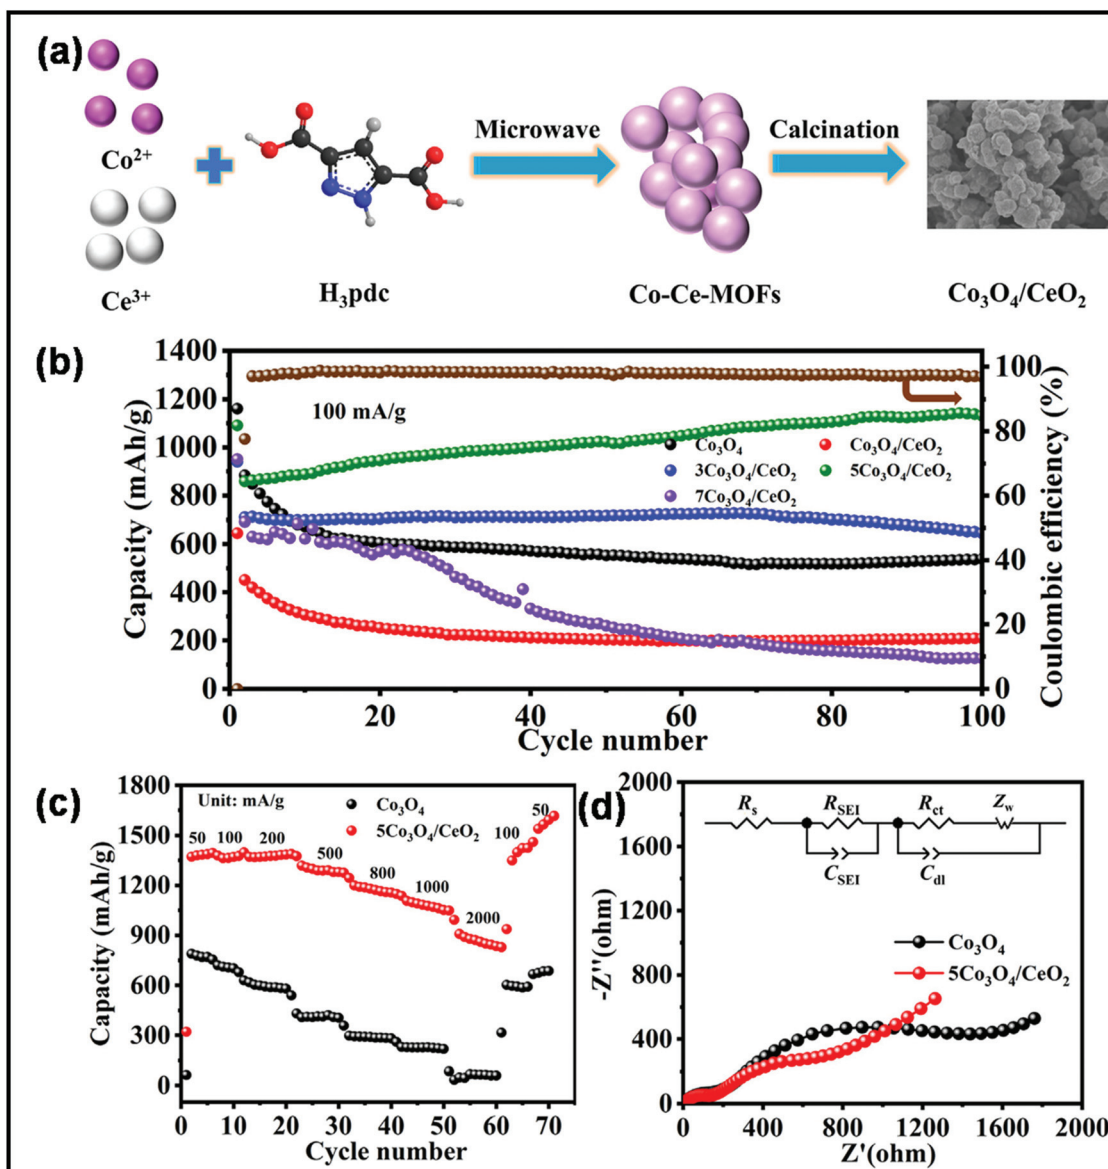 (a)
Co²⁺
Ce³⁺
H₃pdc
Microwave
Co-Ce-MOFs
Calcination
Co₃O₄/CeO₂
(b)
Capacity (mAh/g)
1400
1200
1000
800
600
400
200
0
100 mA/g
Co₃O₄
Co₃O₄/CeO₂
3Co₃O₄/CeO₂
5Co₃O₄/CeO₂
7Co₃O₄/CeO₂
100
80
60
40
20
0
Coulombic efficiency (%)
0 20 40 60 80 100
Cycle number
(c)
Capacity (mAh/g)
1800
1500
1200
900
600
300
0
Unit: mA/g
Co₃O₄
5Co₃O₄/CeO₂
50 100 200
500
800
1000
2000
100
50
0 10 20 30 40 50 60 70
Cycle number
(d)
-Z''(ohm)
2000
1600
1200
800
400
0
Rₛ
R_SEI
R_ct
Z_w
C_SEI
C_dl
Co₃O₄
5Co₃O₄/CeO₂
0 400 800 1200 1600 2000
Z'(ohm)